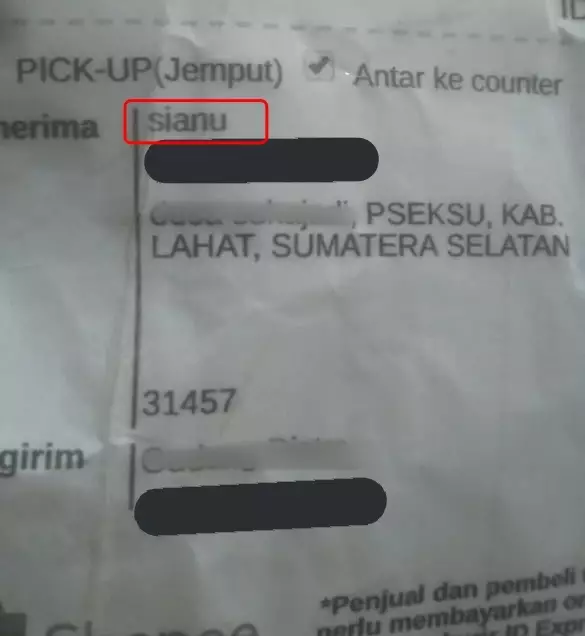 ID
PICK-UP(Jemput) ✔ Antar ke counter
nerima
sianu
, PSEKSU, KAB.
LAHAT, SUMATERA SELATAN
31457
girim
*Penjual dan pembeli
perlu membayarkan